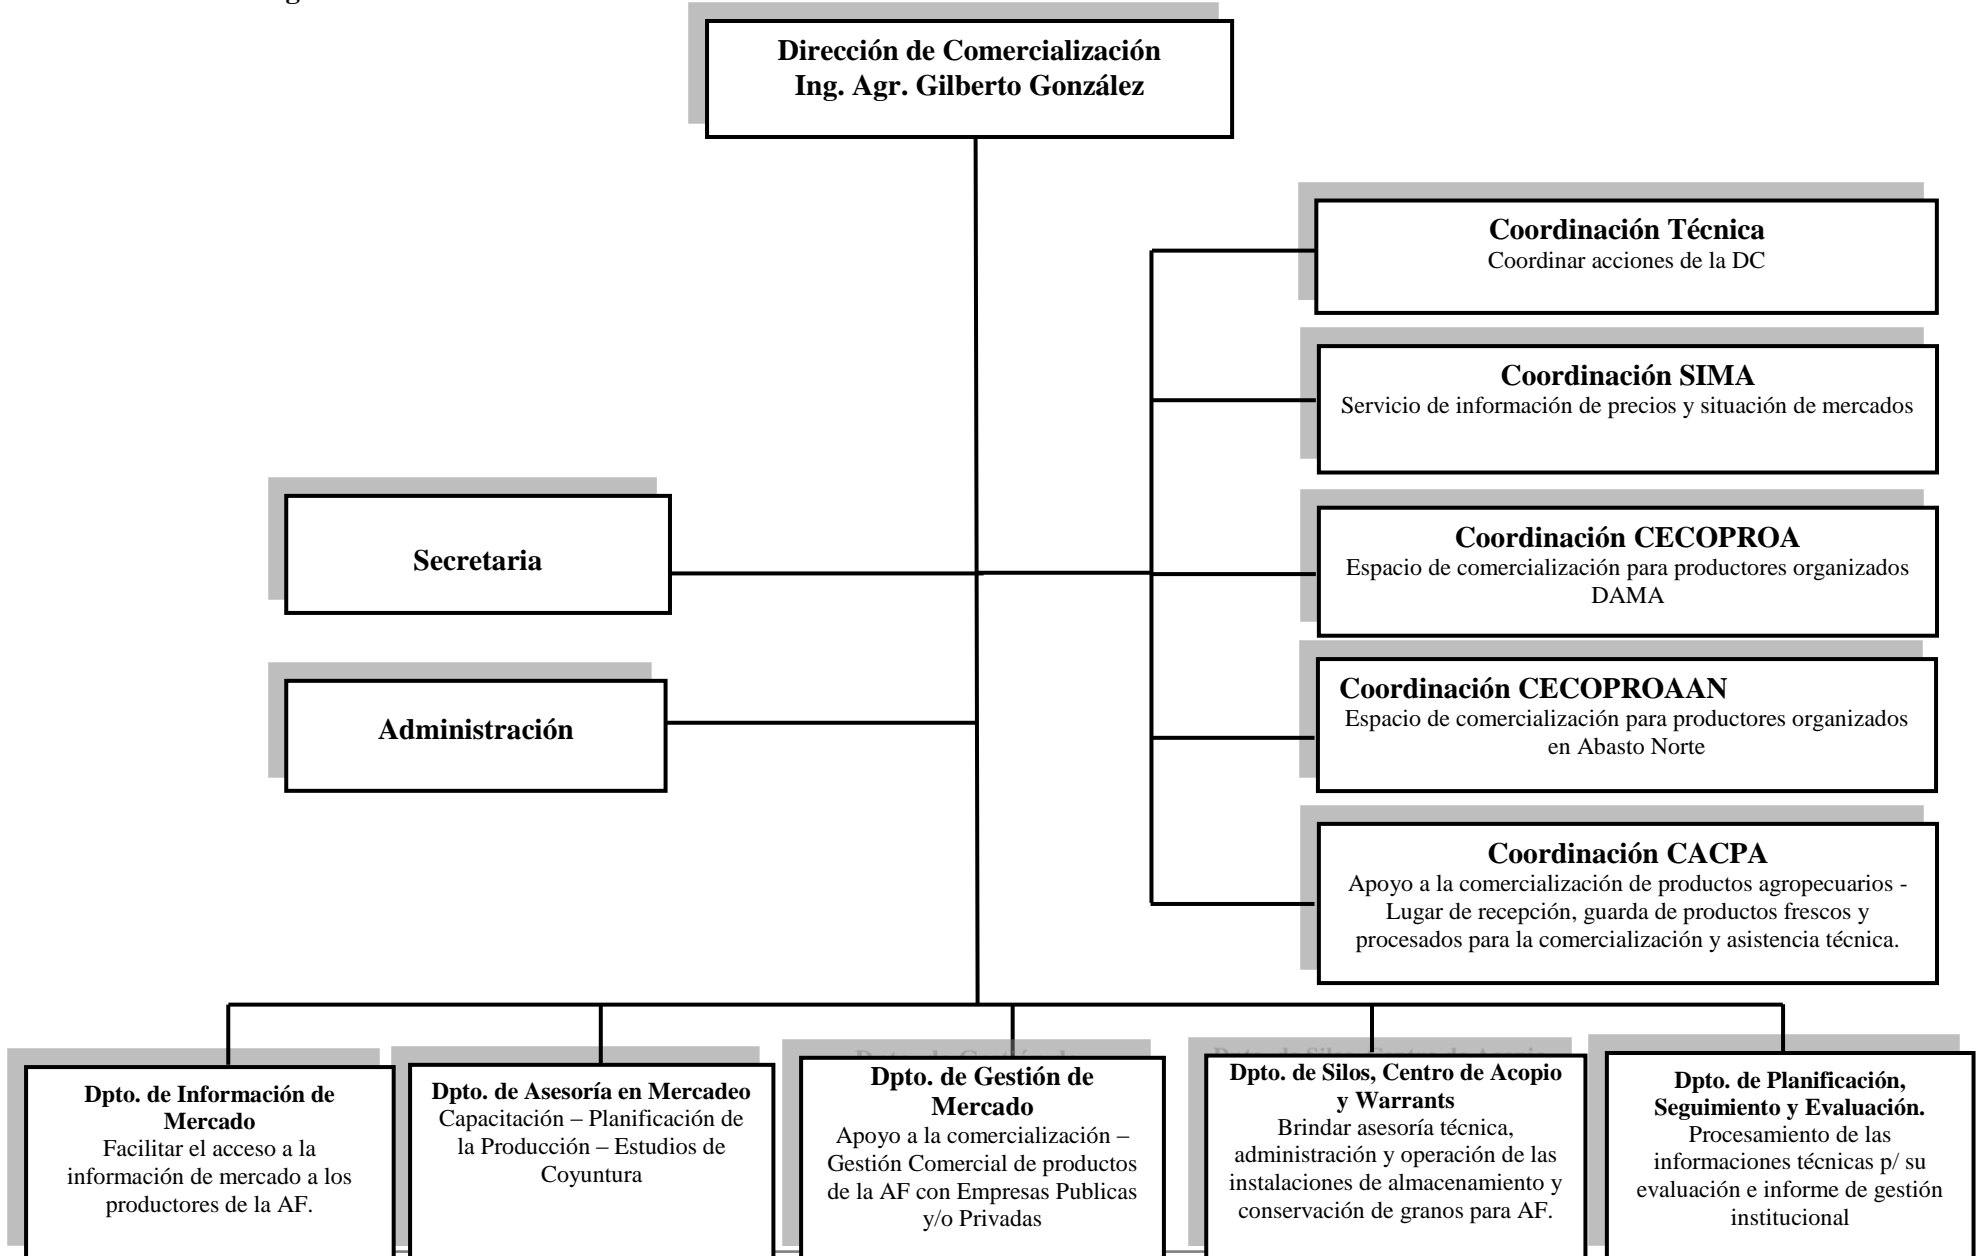 Dirección de Comercialización
Ing. Agr. Gilberto González
Coordinación Técnica
Coordinar acciones de la DC
Coordinación SIMA
Servicio de información de precios y situación de mercados
Secretaria
Coordinación CECOPROA
Espacio de comercialización para productores organizados
DAMA
Administración
Coordinación CECOPROAAN
Espacio de comercialización para productores organizados
en Abasto Norte
Coordinación CACPA
Apoyo a la comercialización de productos agropecuarios -
Lugar de recepción, guarda de productos frescos y
procesados para la comercialización y asistencia técnica.
Dpto. de Información de
Mercado
Facilitar el acceso a la
información de mercado a los
productores de la AF.
Dpto. de Asesoría en Mercadeo
Capacitación – Planificación de
la Producción – Estudios de
Coyuntura
Dpto. de Gestión de
Mercado
Apoyo a la comercialización –
Gestión Comercial de productos
de la AF con Empresas Publicas
y/o Privadas
Dpto. de Silos, Centro de Acopio
y Warrants
Brindar asesoría técnica,
administración y operación de las
instalaciones de almacenamiento y
conservación de granos para AF.
Dpto. de Planificación,
Seguimiento y Evaluación.
Procesamiento de las
informaciones técnicas p/ su
evaluación e informe de gestión
institucional